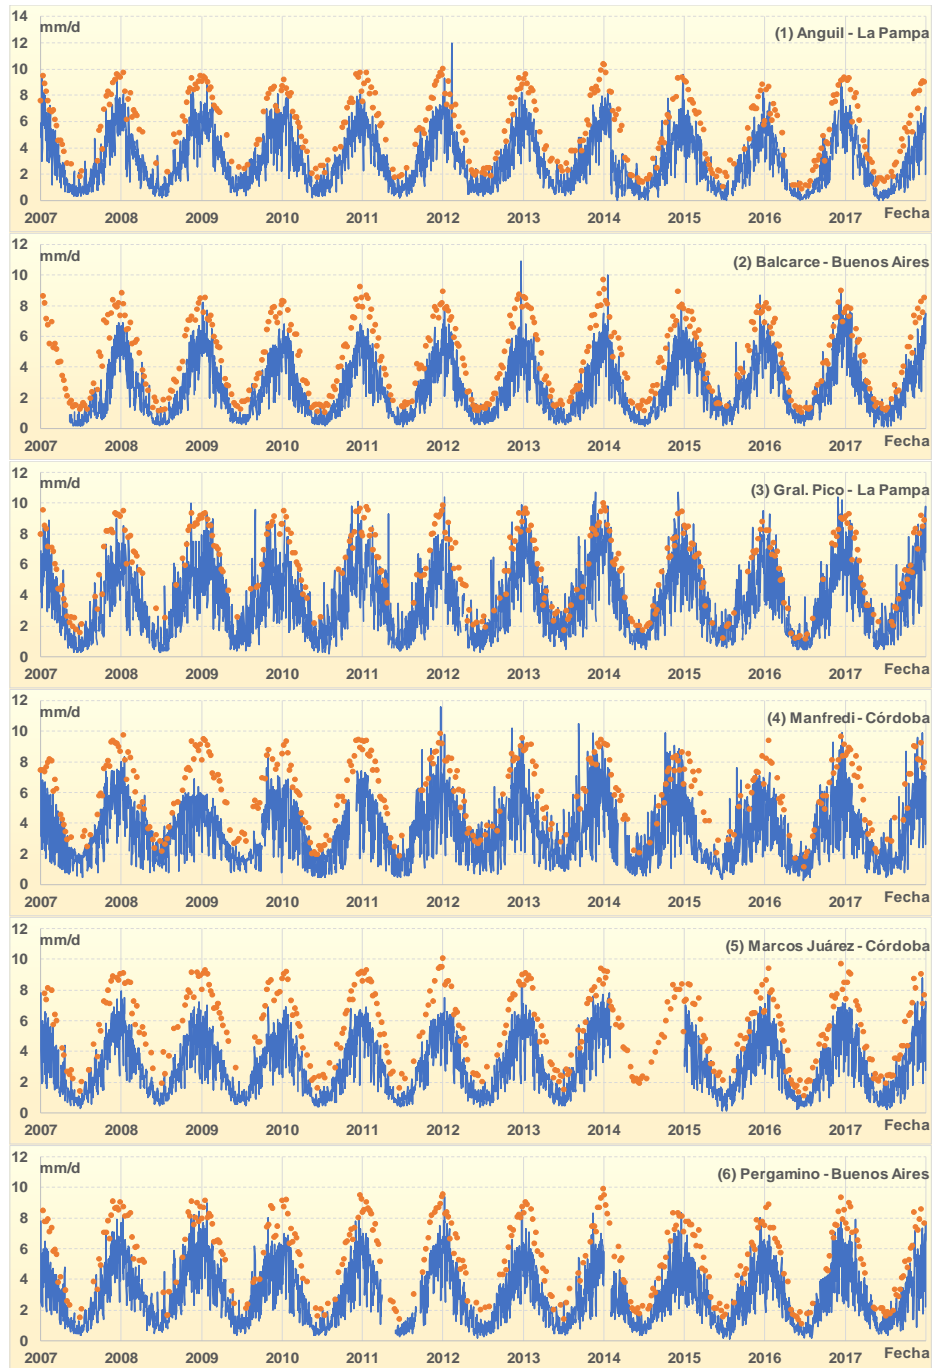 14
mm/d
(1) Anguil - La Pampa
12
10
8
6
4
2
0
Fecha
2007 2008 2009 2010 2011 2012 2013 2014 2015 2016 2017
12
mm/d
(2) Balcarce - Buenos Aires
10
8
6
4
2
0
Fecha
2007 2008 2009 2010 2011 2012 2013 2014 2015 2016 2017
12
mm/d
(3) Gral. Pico - La Pampa
10
8
6
4
2
0
Fecha
2007 2008 2009 2010 2011 2012 2013 2014 2015 2016 2017
12
mm/d
(4) Manfredi - Córdoba
10
8
6
4
2
0
Fecha
2007 2008 2009 2010 2011 2012 2013 2014 2015 2016 2017
12
mm/d
(5) Marcos Juárez - Córdoba
10
8
6
4
2
0
Fecha
2007 2008 2009 2010 2011 2012 2013 2014 2015 2016 2017
12
mm/d
(6) Pergamino - Buenos Aires
10
8
6
4
2
0
Fecha
2007 2008 2009 2010 2011 2012 2013 2014 2015 2016 2017